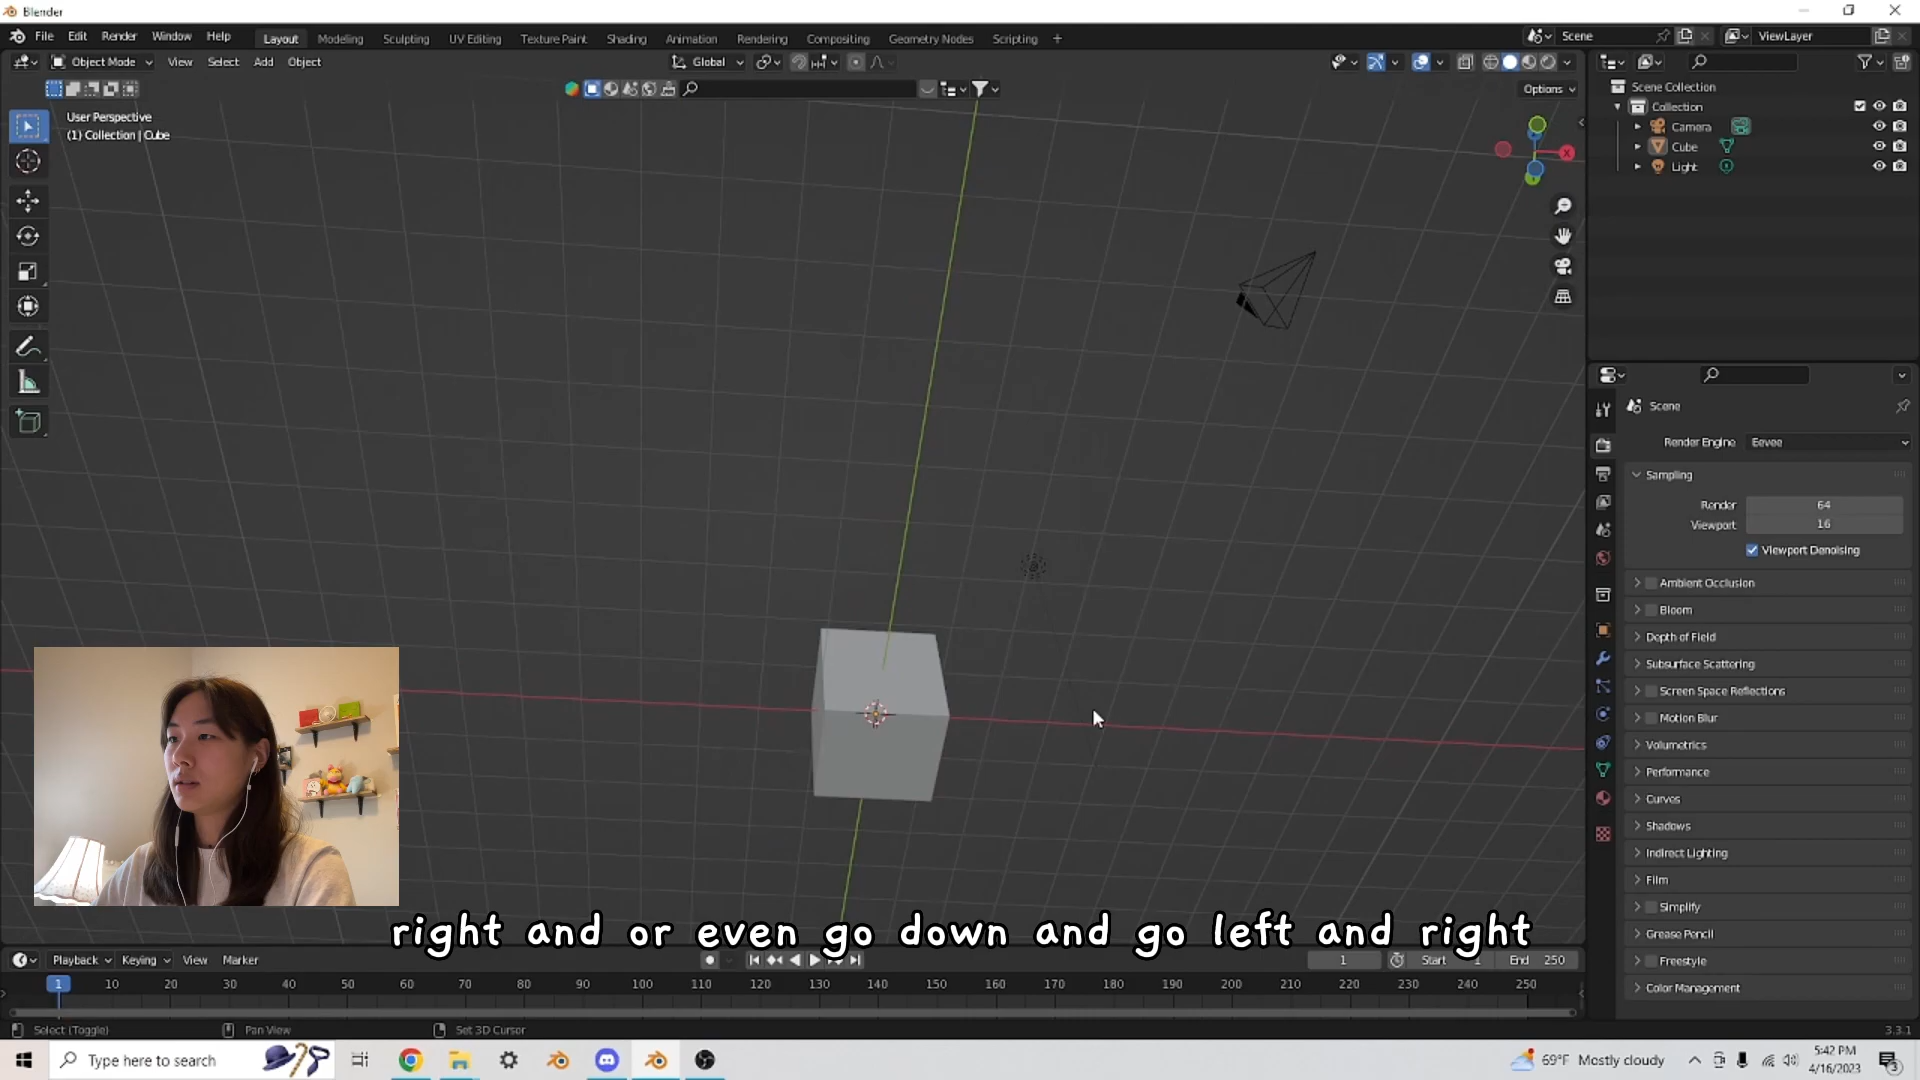 Blender
File Edit Render Window Help
Layout Modeling Sculpting UV Editing Texture Paint Shading Animation Rendering Compositing Geometry Nodes Scripting +
Scene
ViewLayer
Object Mode View Select Add Object
Global
Options
User Perspective
(1) Collection | Cube
X
Scene Collection
Collection
Camera
Cube
Light
Scene
Render Engine Eevee
Sampling
Render 64
Viewport 16
Viewport Denoising
Ambient Occlusion
Bloom
Depth of Field
Subsurface Scattering
Screen Space Reflections
Motion Blur
Volumetrics
Performance
Curves
Shadows
Indirect Lighting
Film
Simplify
Grease Pencil
Freestyle
Color Management
right and or even go down and go left and right
Playback Keying View Marker
1 Start 1 End 250
1 10 20 30 40 50 60 70 80 90 100 110 120 130 140 150 160 170 180 190 200 210 220 230 240 250
Select (Toggle) Pan View Set 3D Cursor
3.3.1
Type here to search
69°F Mostly cloudy
5:42 PM
4/16/2023
3